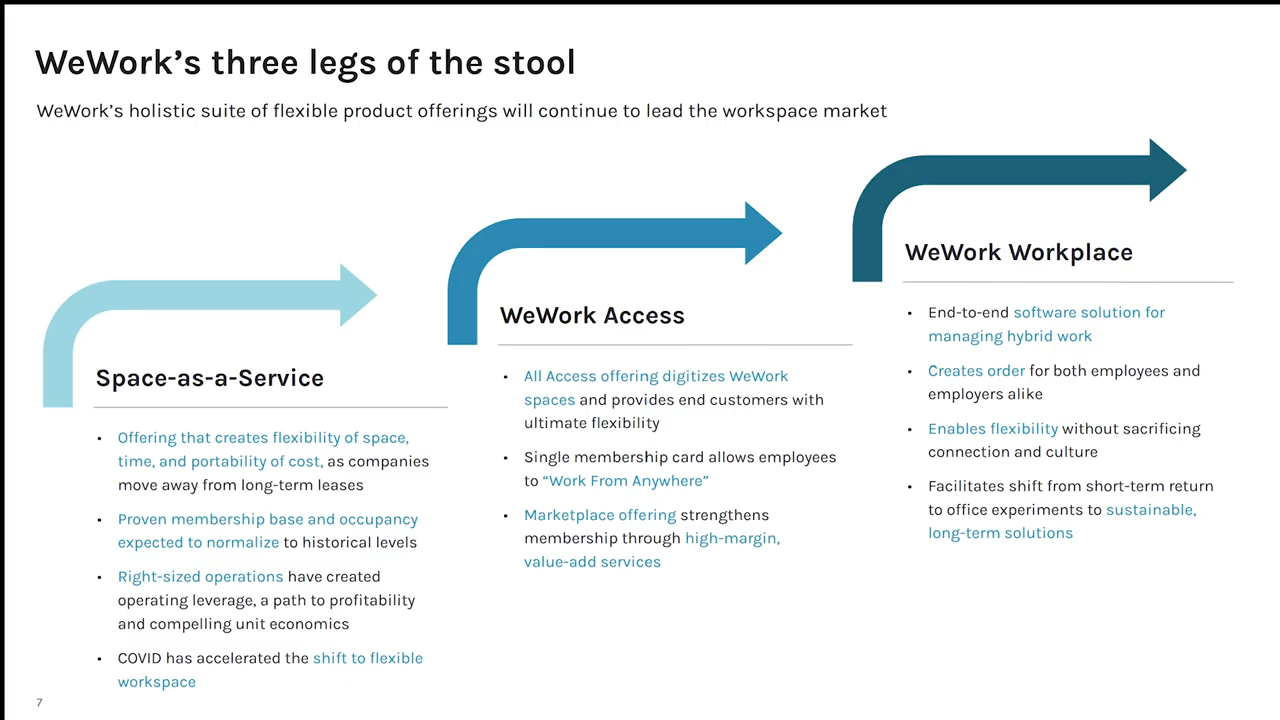 WeWork’s three legs of the stool
WeWork’s holistic suite of flexible product offerings will continue to lead the workspace market
Space-as-a-Service
• Offering that creates flexibility of space,
time, and portability of cost, as companies
move away from long-term leases
• Proven membership base and occupancy
expected to normalize to historical levels
• Right-sized operations have created
operating leverage, a path to profitability
and compelling unit economics
• COVID has accelerated the shift to flexible
workspace
WeWork Access
• All Access offering digitizes WeWork
spaces and provides end customers with
ultimate flexibility
• Single membership card allows employees
to “Work From Anywhere”
• Marketplace offering strengthens
membership through high-margin,
value-add services
WeWork Workplace
• End-to-end software solution for
managing hybrid work
• Creates order for both employees and
employers alike
• Enables flexibility without sacrificing
connection and culture
• Facilitates shift from short-term return
to office experiments to sustainable,
long-term solutions
7